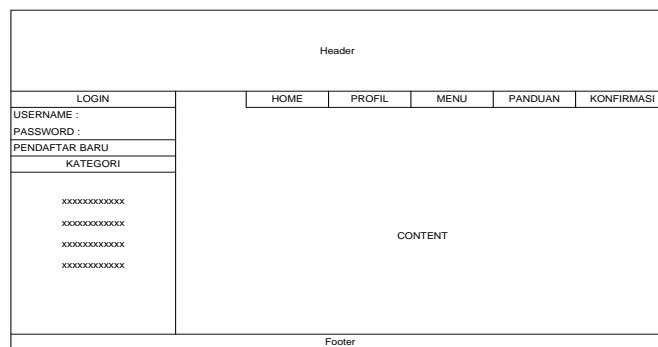 Header
LOGIN
HOME
PROFIL
MENU
PANDUAN
KONFIRMASI
USERNAME :
PASSWORD :
PENDAFTAR BARU
KATEGORI
xxxxxxxxxxxx
xxxxxxxxxxxx
xxxxxxxxxxxx
xxxxxxxxxxxx
CONTENT
Footer